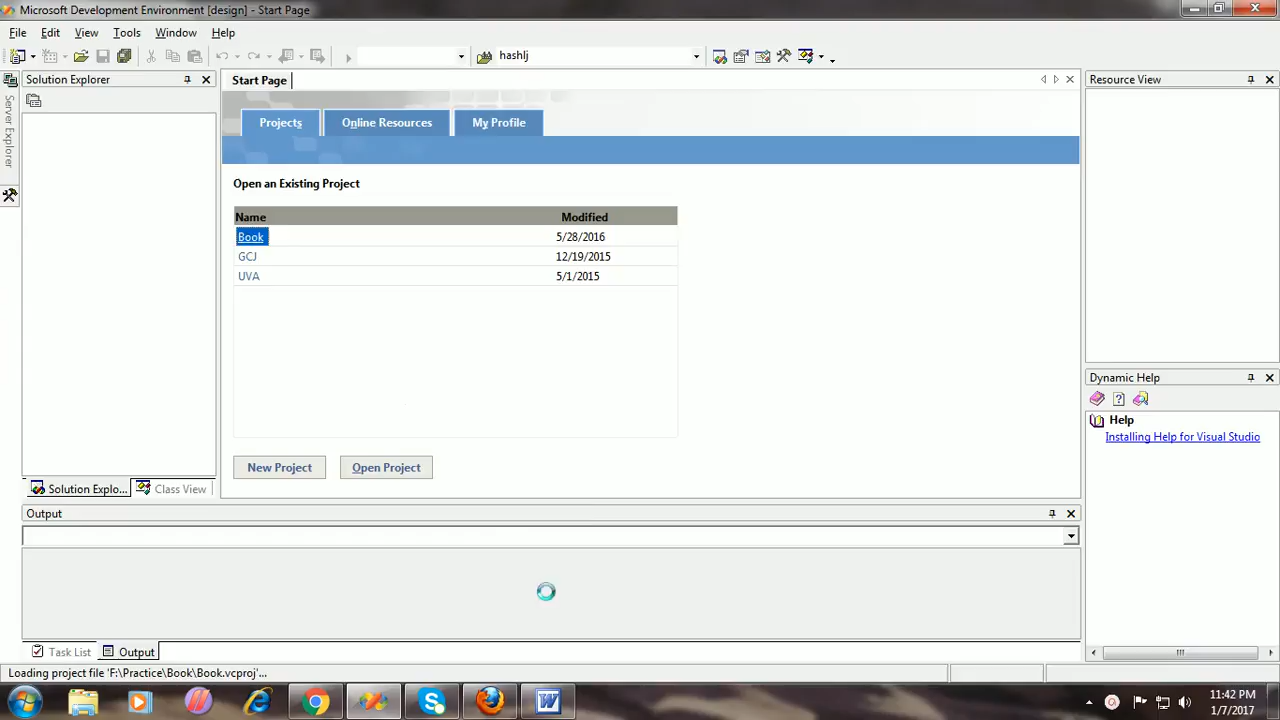 Microsoft Development Environment [design] - Start Page
File Edit View Tools Window Help
hashlj
Solution Explorer
Start Page
Resource View
Server Explorer
Projects Online Resources My Profile
Open an Existing Project
Name Modified
Book 5/28/2016
GCJ 12/19/2015
UVA 5/1/2015
Dynamic Help
Help
Installing Help for Visual Studio
New Project Open Project
Solution Explo... Class View
Output
Task List Output
Loading project file 'F:\Practice\Book\Book.vcproj'...
11:42 PM
1/7/2017